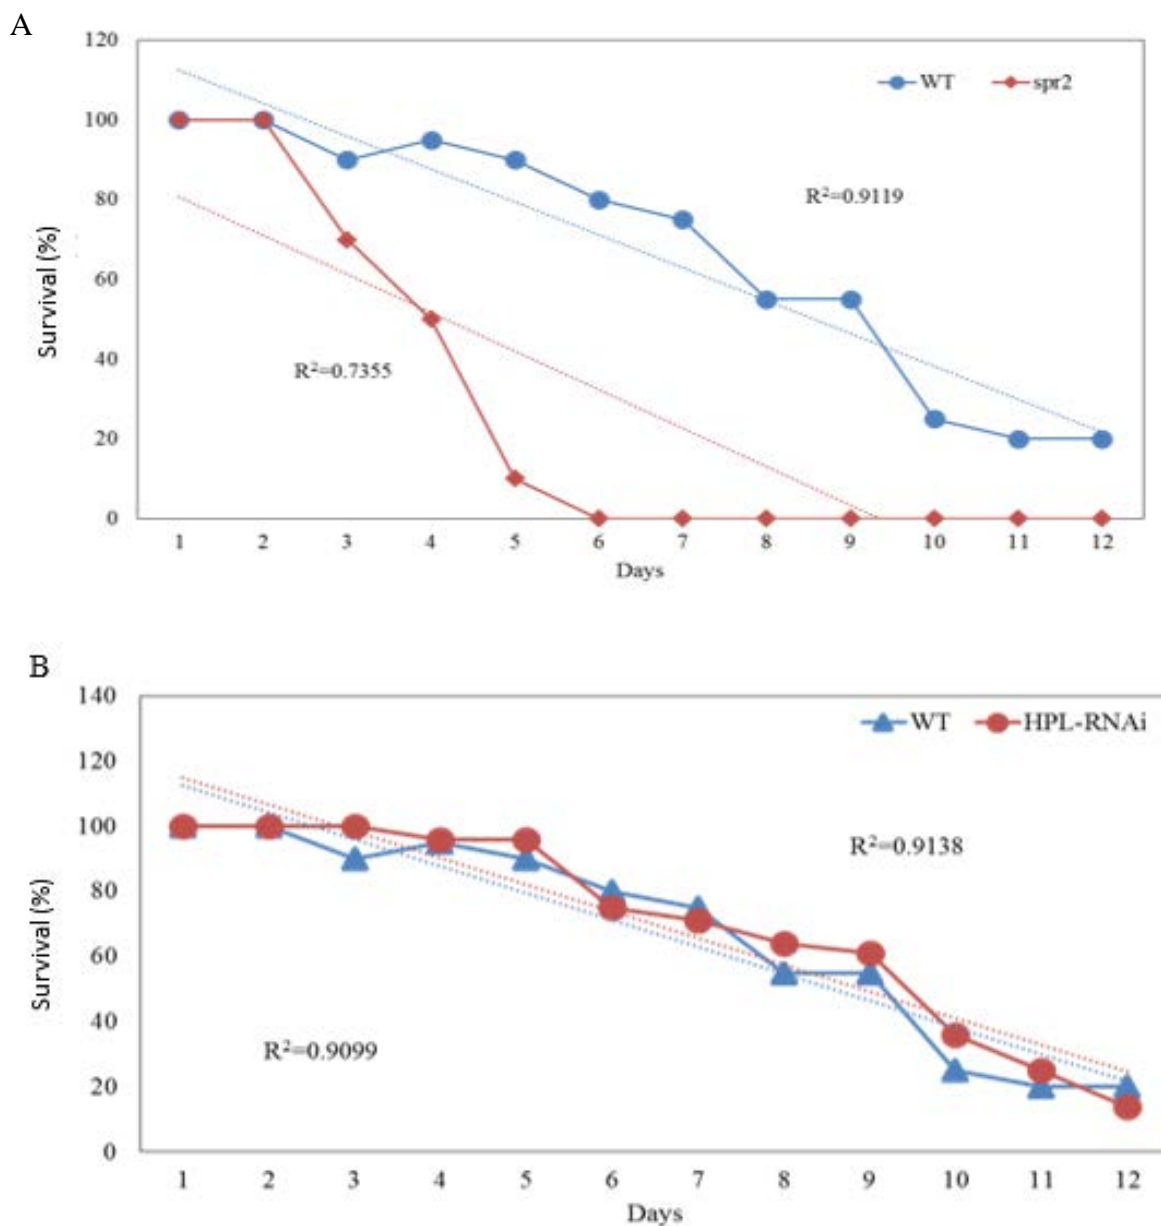 A
120
100
80
60
40
20
0
Survival (%)
WT spr2
R²=0.9119
R²=0.7355
1 2 3 4 5 6 7 8 9 10 11 12
Days
B
140
120
100
80
60
40
20
0
Survival (%)
WT HPL-RNAi
R²=0.9138
R²=0.9099
1 2 3 4 5 6 7 8 9 10 11 12
Days